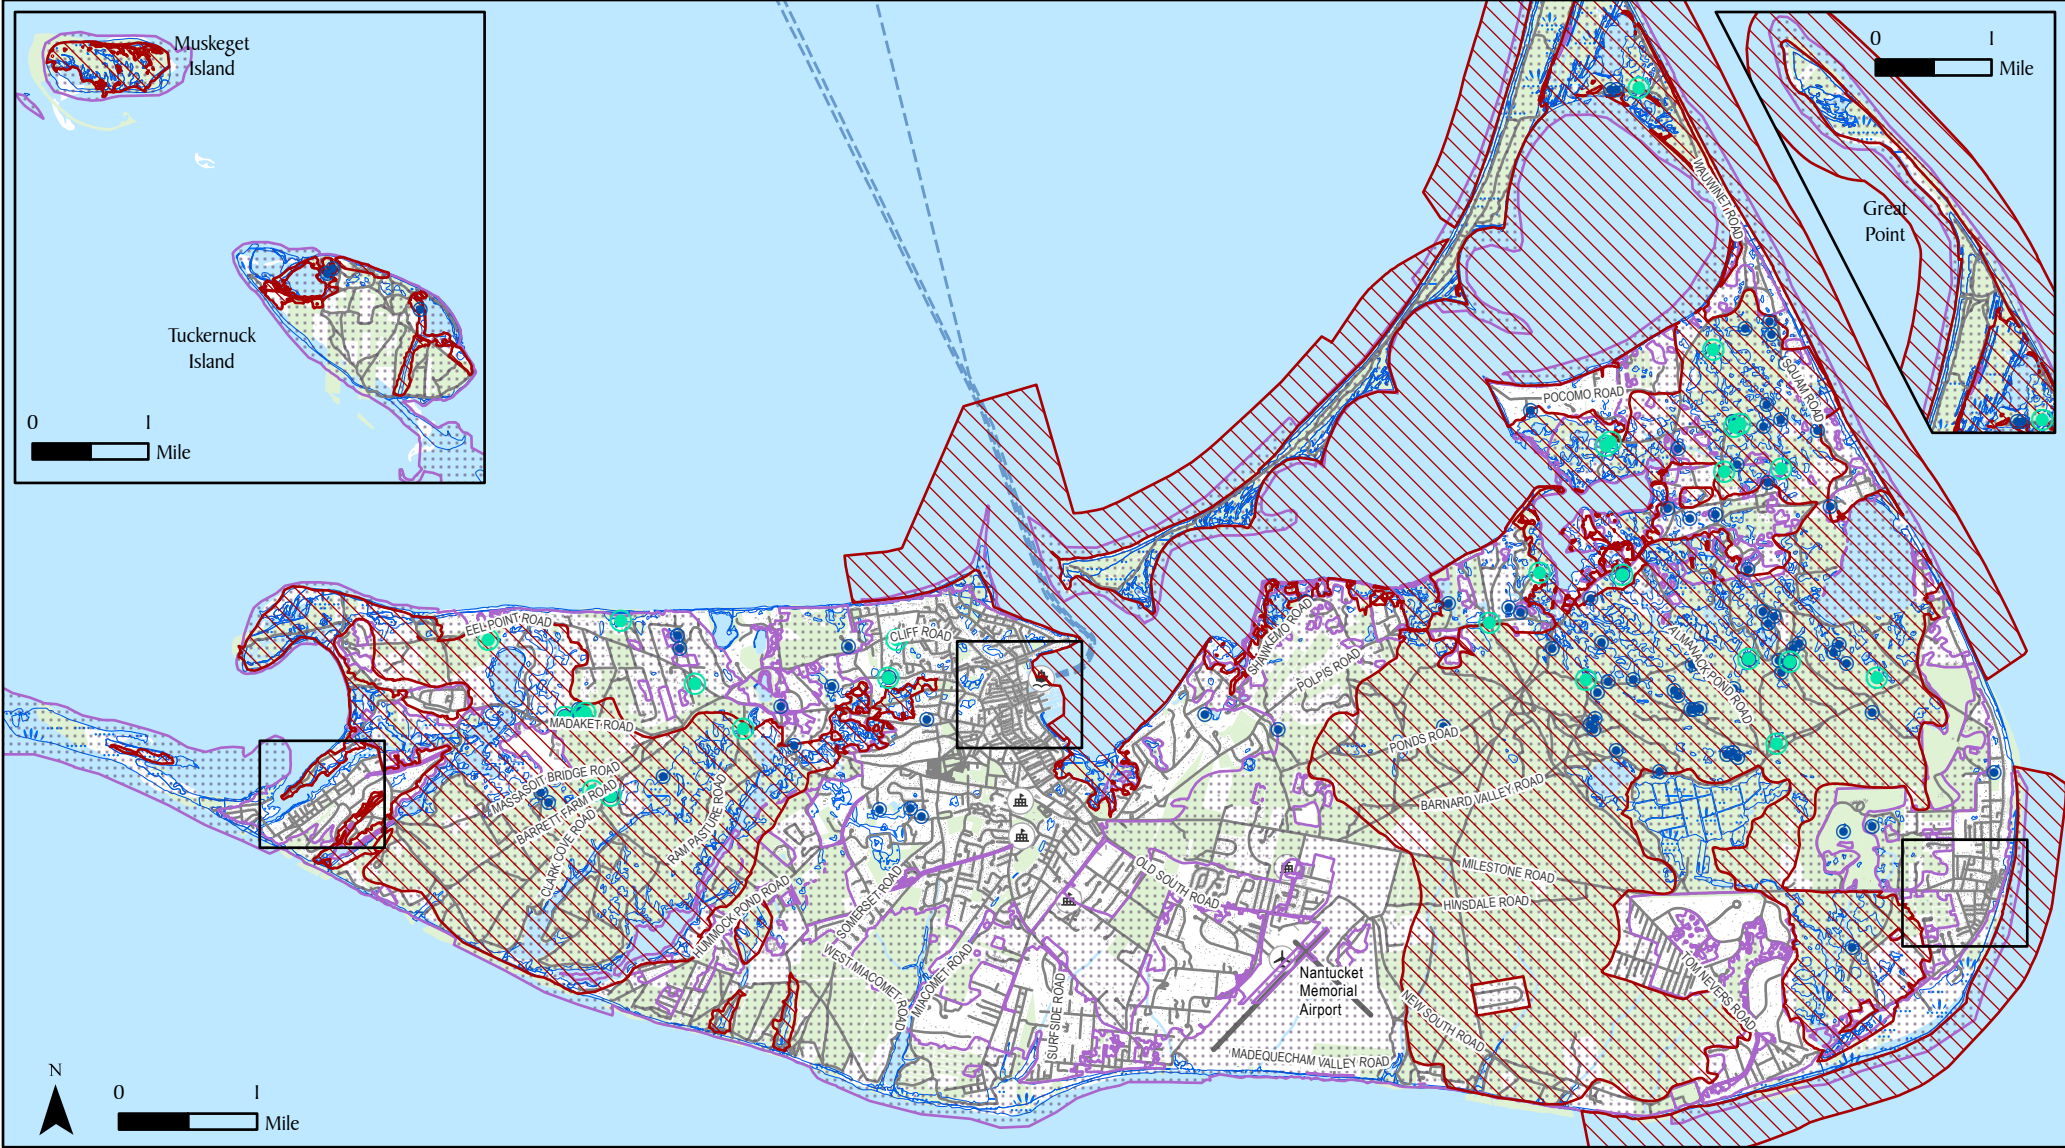 Muskeget
Island
Tuckernuck
Island
0 1
Mile
0 1
Mile
Great
Point
WAUWINET ROAD
SQUAM ROAD
POCOMO ROAD
EEL POINT ROAD
CLIFF ROAD
SHAWKEMO ROAD
POLPIS ROAD
ALMANACK POND ROAD
MADAKET ROAD
PONDS ROAD
MASSASOIT BRIDGE ROAD
BARRETT FARM ROAD
CLARK COVE ROAD
RAM PASTURE ROAD
BARNARD VALLEY ROAD
OLD SOUTH ROAD
MILESTONE ROAD
HINSDALE ROAD
HUMMOCK POND ROAD
SOMERSET ROAD
WEST MIACOMET ROAD
MIACOMET ROAD
SURFSIDE ROAD
TOM NEVERS ROAD
Nantucket
Memorial
Airport
NEW SOUTH ROAD
MADEQUECHAM VALLEY ROAD
N
0 1
Mile